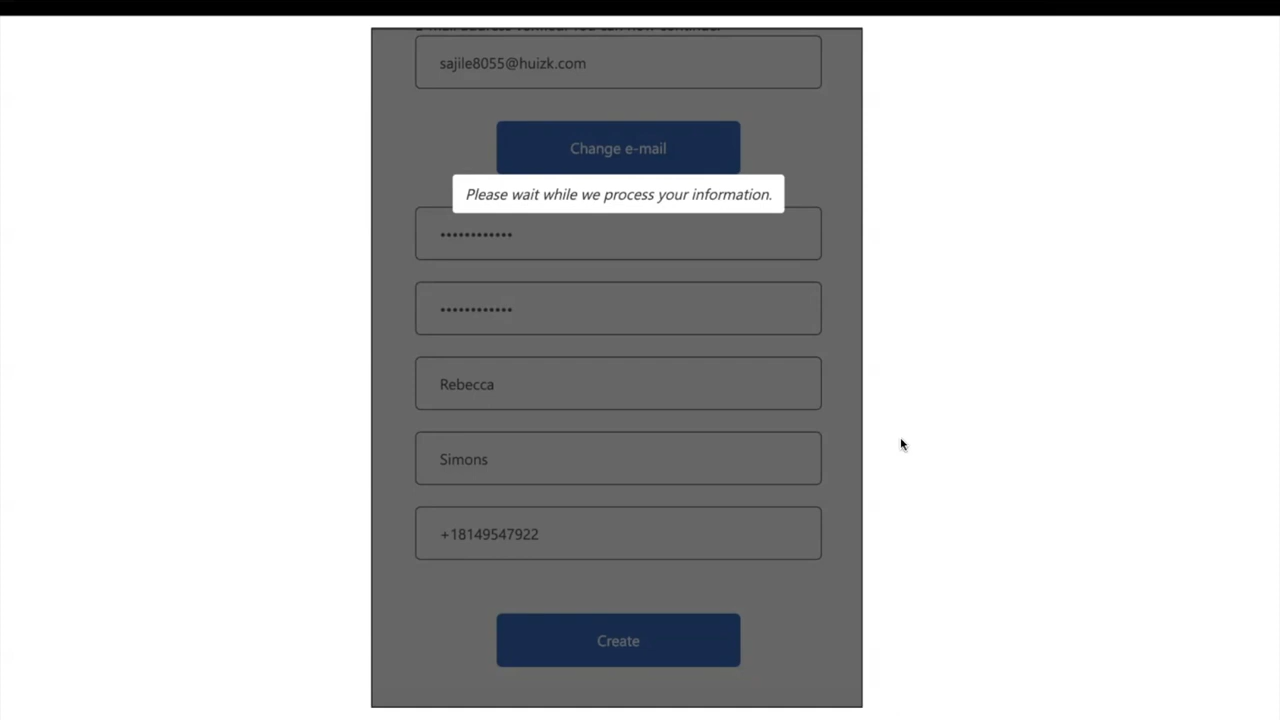 sajile8055@huizk.com
Change e-mail
Please wait while we process your information.
••••••••••••
••••••••••••
Rebecca
Simons
+18149547922
Create